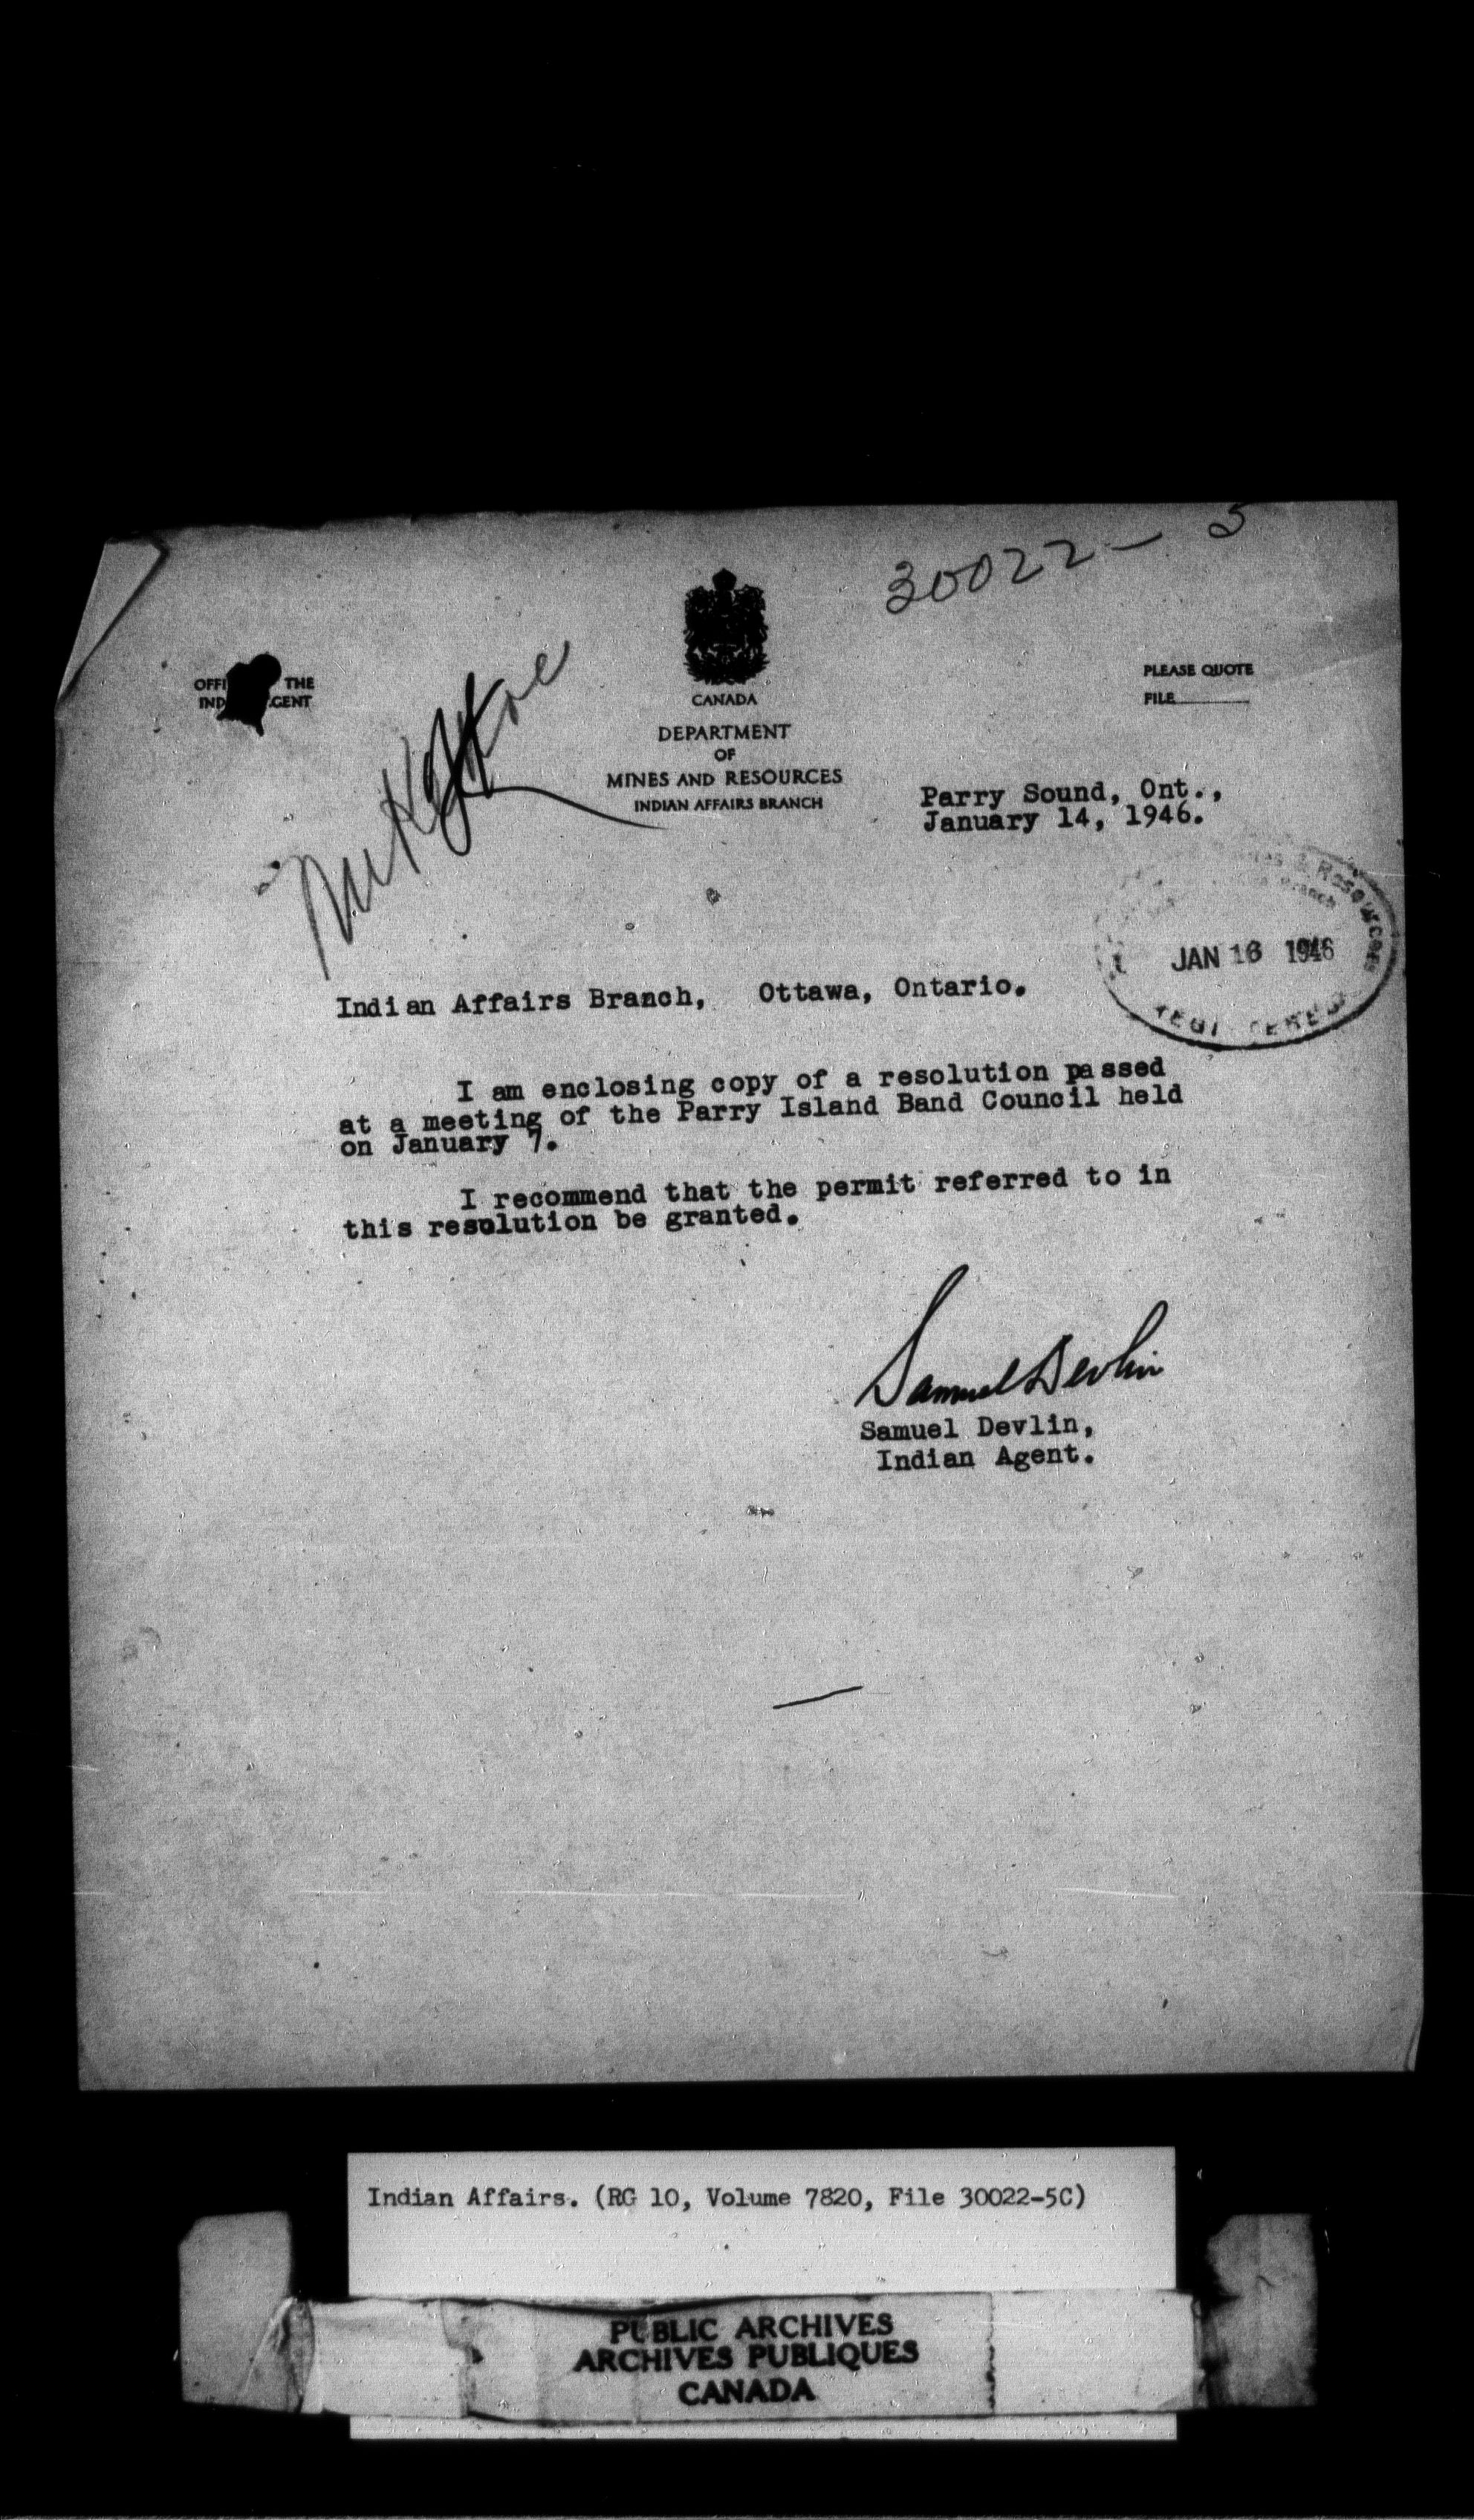 30022-5
OFFI THE
IND GENT
CANADA
DEPARTMENT
OF
MINES AND RESOURCES
INDIAN AFFAIRS BRANCH
PLEASE QUOTE
FILE
Parry Sound, Ont.,
January 14, 1946.
Resources
Branch
JAN 16 1946
Indian Affairs Branch, Ottawa, Ontario.
I am enclosing copy of a resolution passed
at a meeting of the Parry Island Band Council held
on January 7.
I recommend that the permit referred to in
this resolution be granted.
Samuel Devlin
Samuel Devlin,
Indian Agent.
Indian Affairs. (RG 10, Volume 7820, File 30022-5C)
PUBLIC ARCHIVES
ARCHIVES PUBLIQUES
CANADA